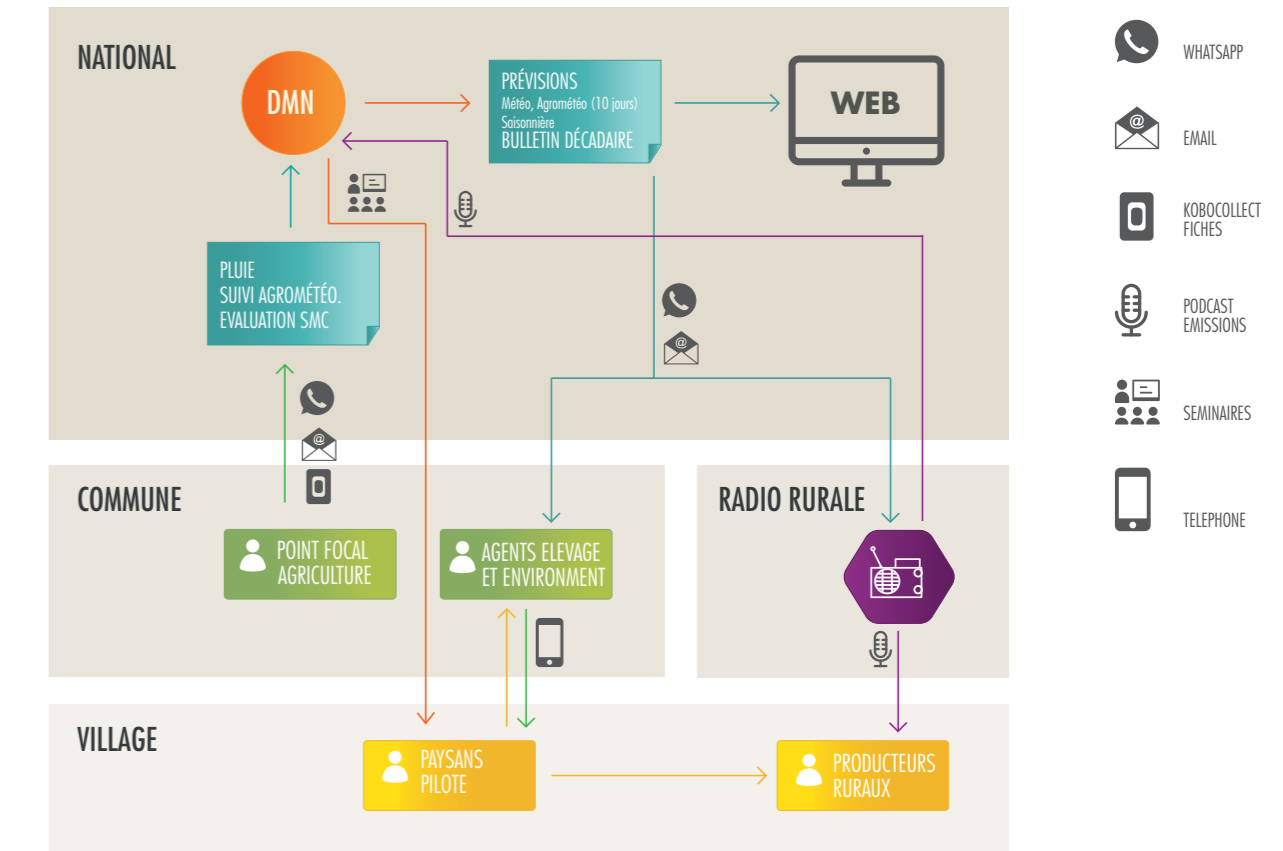 NATIONAL
DMN
PRÉVISIONS
Météo, Agrométéo (10 jours)
Saisonnière
BULLETIN DÉCADAIRE
WEB
PLUIE
SUIVI AGROMÉTÉO.
EVALUATION SMC
@
@
COMMUNE
POINT FOCAL
AGRICULTURE
AGENTS ELEVAGE
ET ENVIRONMENT
RADIO RURALE
VILLAGE
PAYSANS
PILOTE
PRODUCTEURS
RURAUX
WHATSAPP
@
EMAIL
KOBOCOLLECT
FICHES
PODCAST
EMISSIONS
SEMINAIRES
TELEPHONE